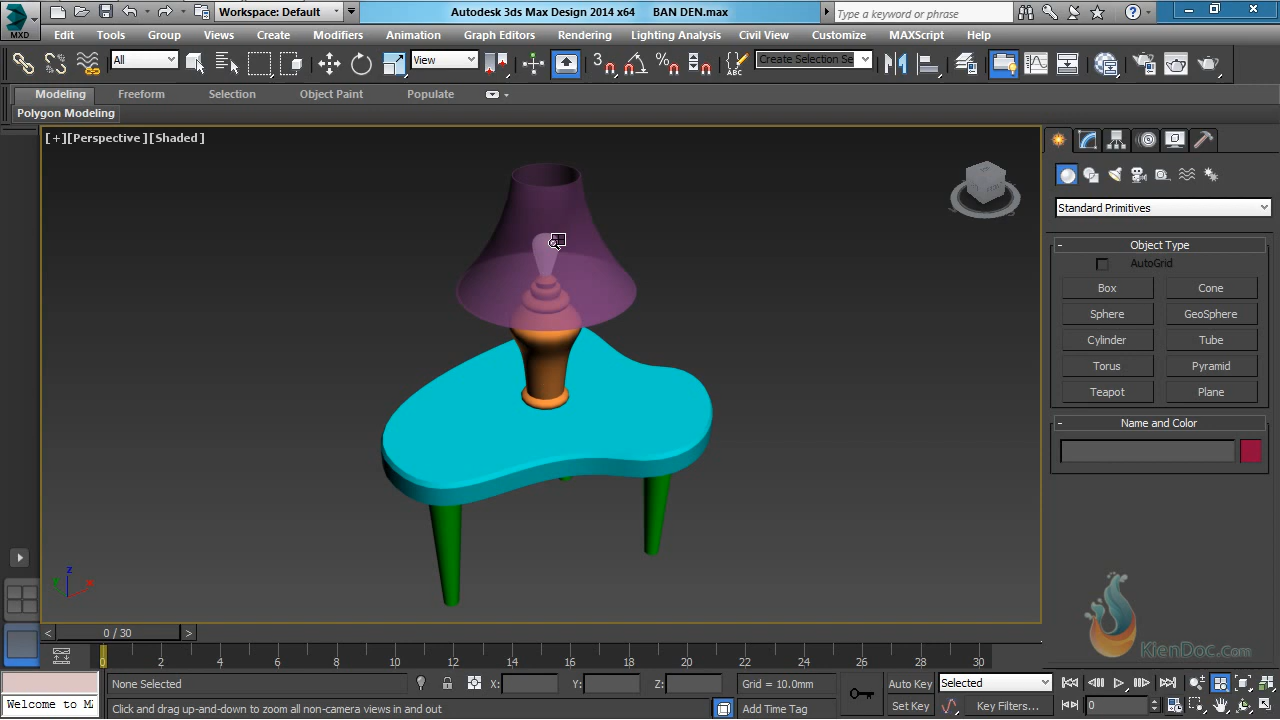 MXD
Workspace: Default
Autodesk 3ds Max Design 2014 x64 BAN DEN.max
Type a keyword or phrase
Edit Tools Group Views Create Modifiers Animation Graph Editors Rendering Lighting Analysis Civil View Customize MAXScript Help
All
View
3
Create Selection Se
ABC
Modeling Freeform Selection Object Paint Populate
Polygon Modeling
[+][Perspective][Shaded]
Standard Primitives
- Object Type
AutoGrid
Box Cone
Sphere GeoSphere
Cylinder Tube
Torus Pyramid
Teapot Plane
- Name and Color
z
KienDoc.com
< 0 / 30 >
0 2 4 6 8 10 12 14 16 18 20 22 24 26 28 30
None Selected X: Y: Z: Grid = 10.0mm Auto Key Selected
Welcome to M
Click and drag up-and-down to zoom all non-camera views in and out Add Time Tag Set Key Key Filters... 0